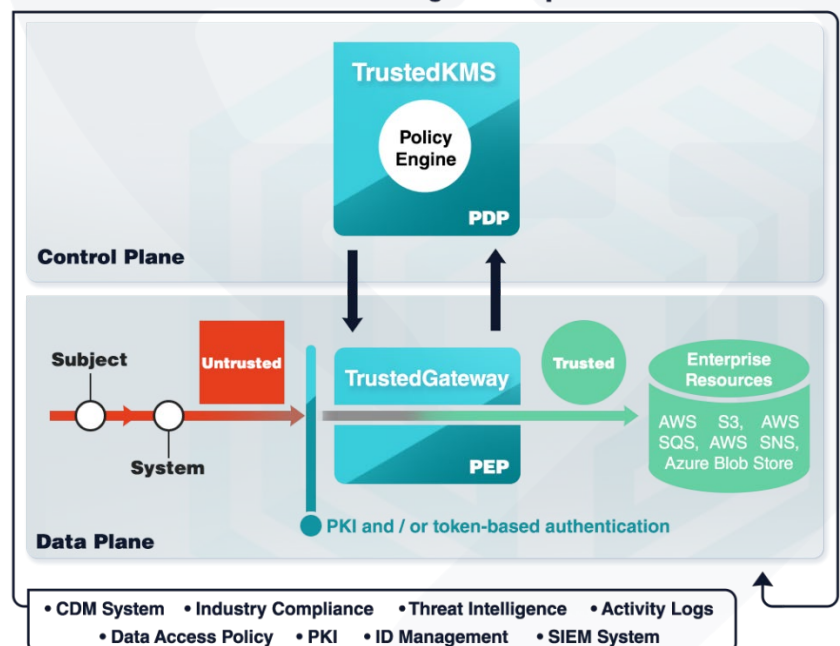 TrustedKMS
Policy
Engine
PDP
Control Plane
Subject
Untrusted
System
TrustedGateway
PEP
Trusted
Enterprise
Resources
AWS S3, AWS
SQS, AWS SNS,
Azure Blob Store
PKI and / or token-based authentication
Data Plane
• CDM System • Industry Compliance • Threat Intelligence • Activity Logs
• Data Access Policy • PKI • ID Management • SIEM System